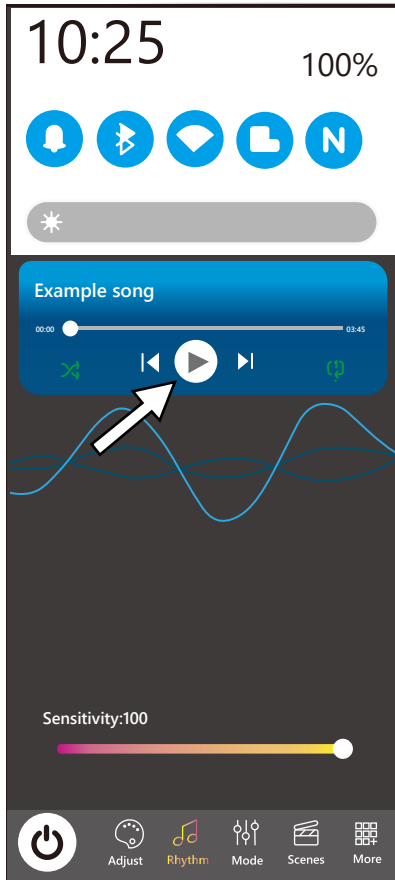 10:25
100%
N
Example song
00:00
03:45
Sensitivity:100
Adjust
Rhythm
Mode
Scenes
More